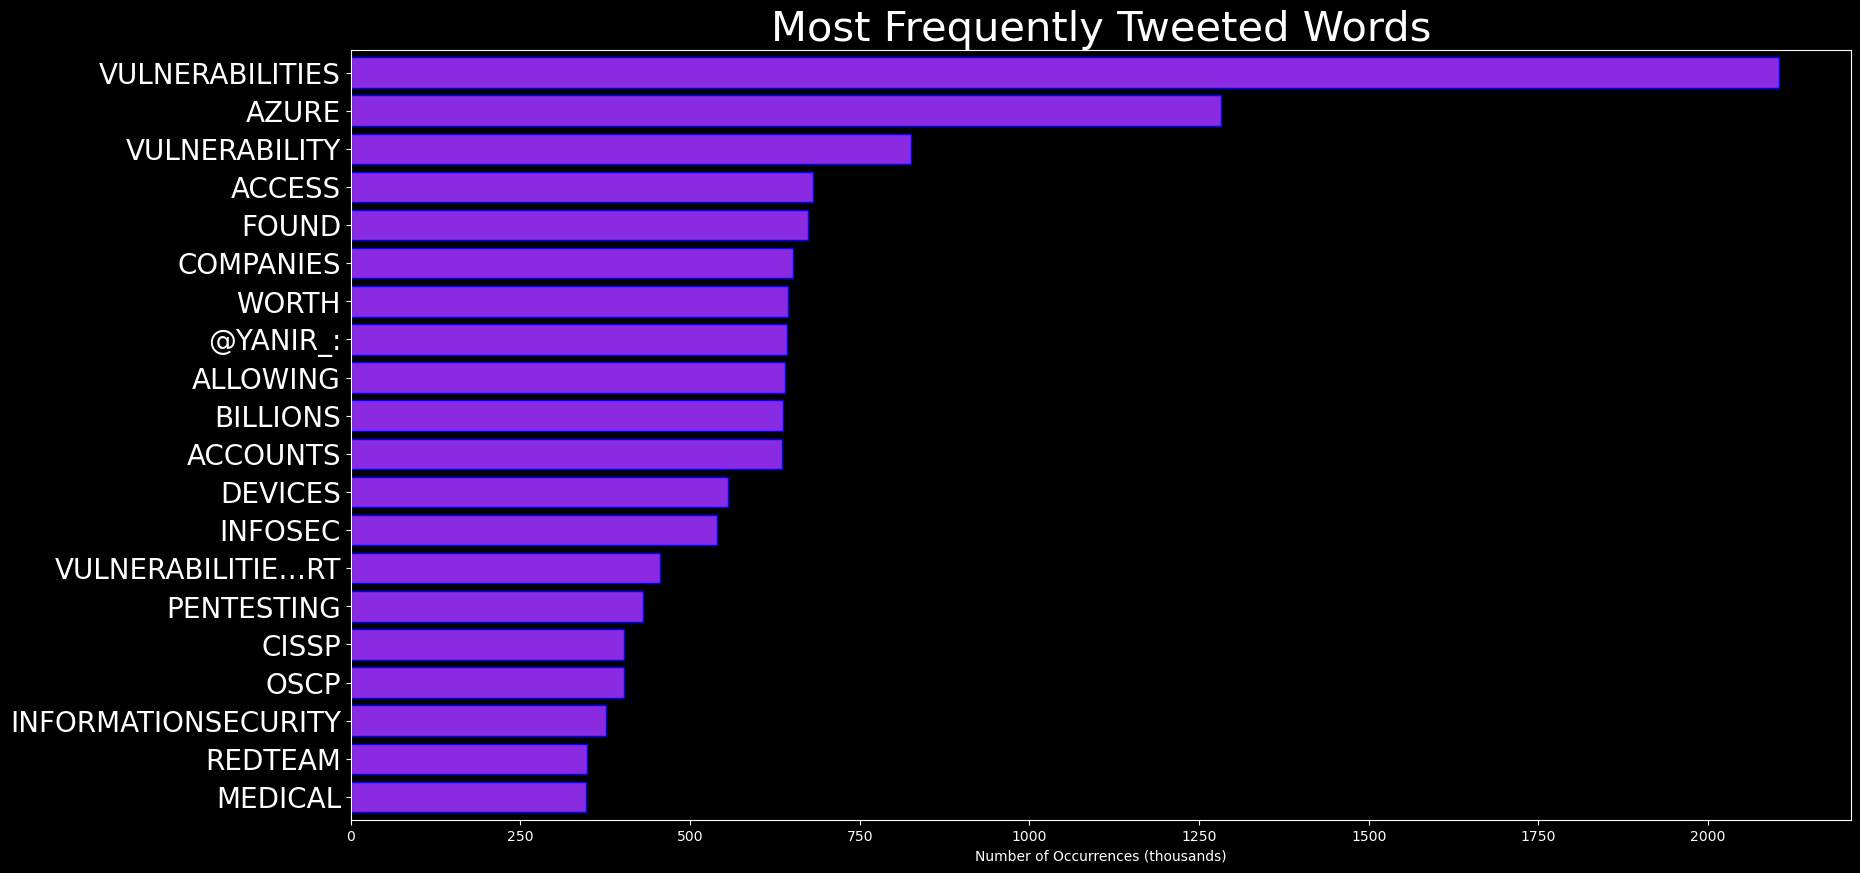 Most Frequently Tweeted Words
VULNERABILITIES
AZURE
VULNERABILITY
ACCESS
FOUND
COMPANIES
WORTH
@YANIR_:
ALLOWING
BILLIONS
ACCOUNTS
DEVICES
INFOSEC
VULNERABILITIE…RT
PENTESTING
CISSP
OSCP
INFORMATIONSECURITY
REDTEAM
MEDICAL
0 250 500 750 1000 1250 1500 1750 2000
Number of Occurrences (thousands)